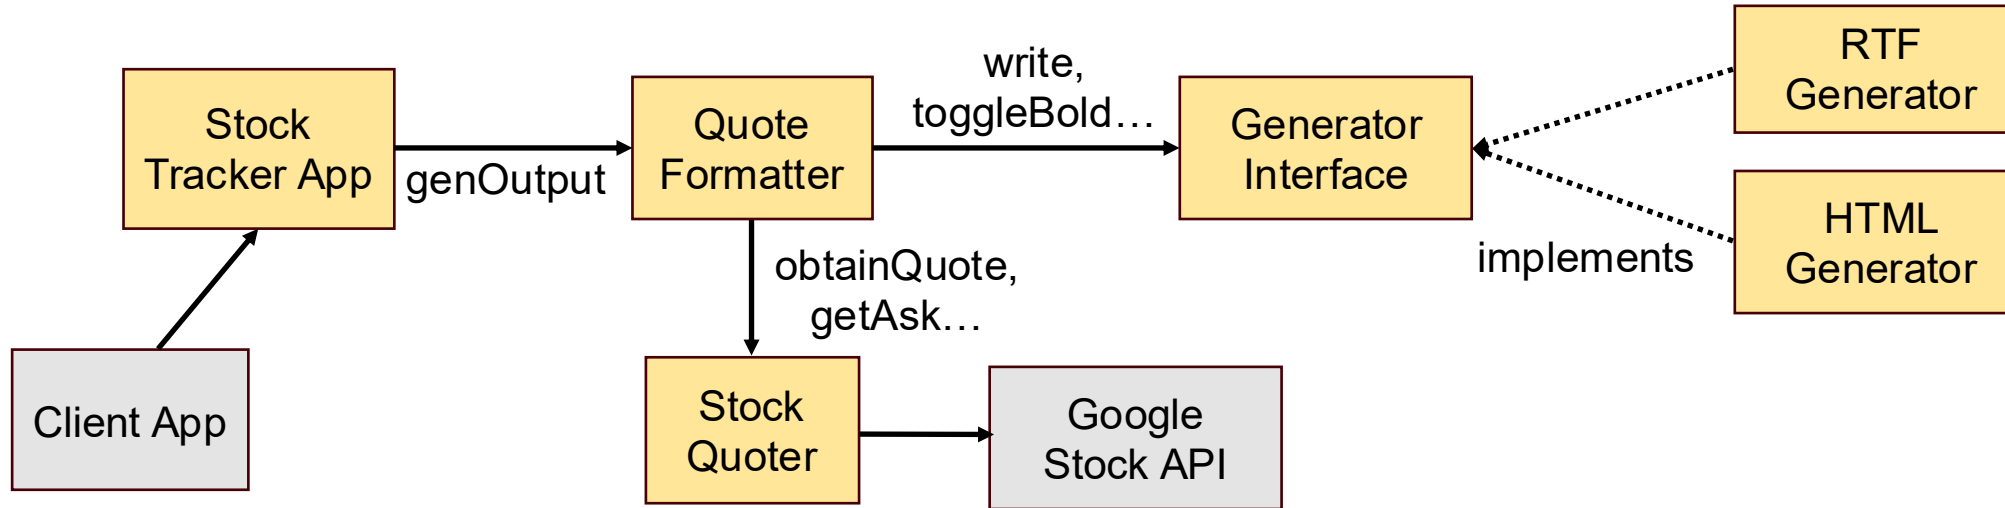 Stock
Tracker App
genOutput
Quote
Formatter
write,
toggleBold…
Generator
Interface
RTF
Generator
HTML
Generator
implements
obtainQuote,
getAsk…
Client App
Stock
Quoter
Google
Stock API